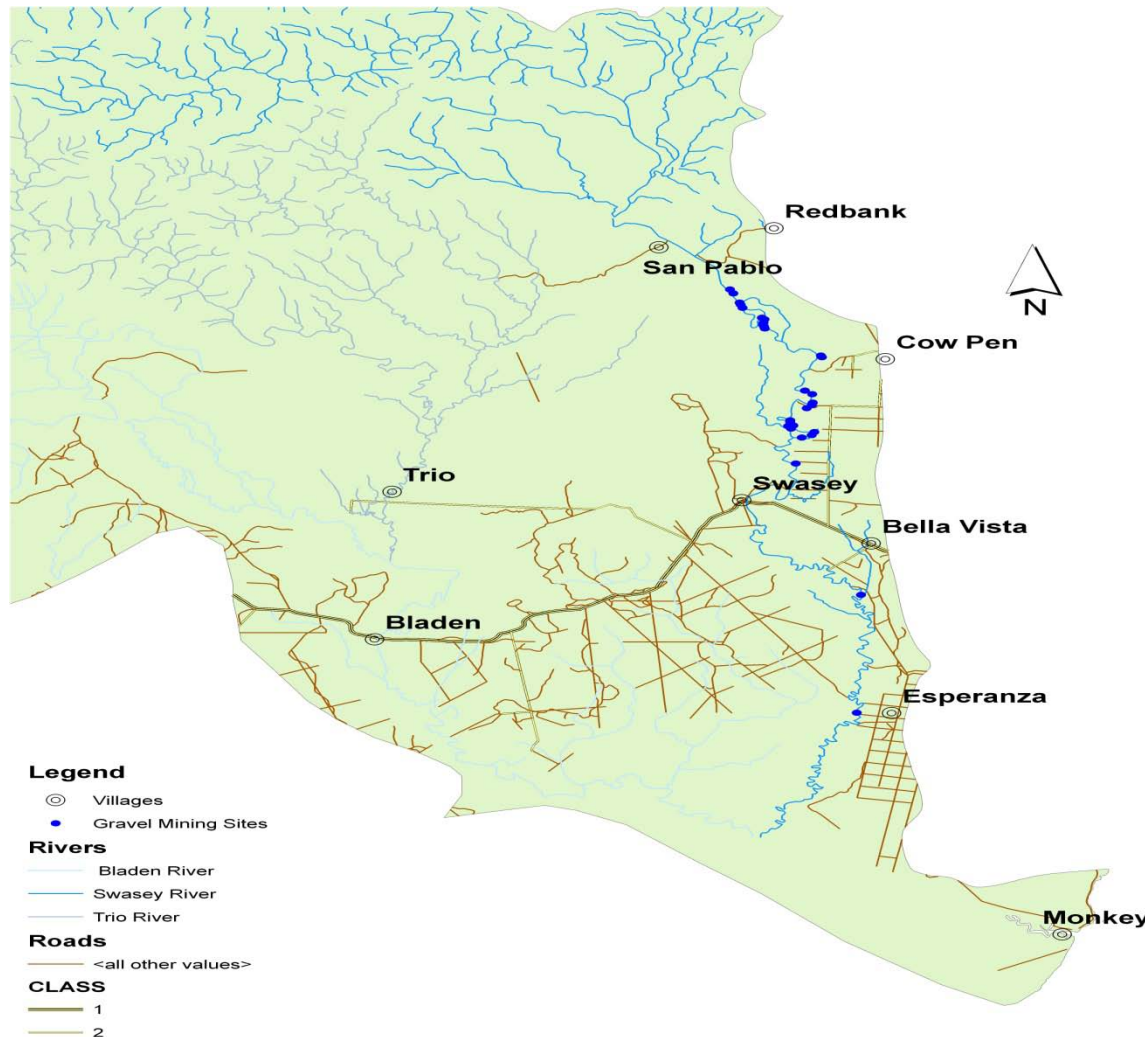 Redbank
San Pablo
N
Cow Pen
Trio
Swasey
Bella Vista
Bladen
Esperanza
Monkey
Legend
Villages
Gravel Mining Sites
Rivers
Bladen River
Swasey River
Trio River
Roads
<all other values>
CLASS
1
2